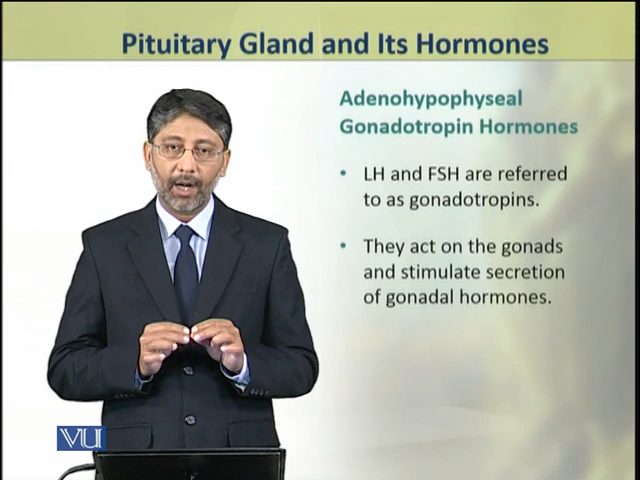 Pituitary Gland and Its Hormones
Adenohypophyseal
Gonadotropin Hormones
• LH and FSH are referred
to as gonadotropins.
• They act on the gonads
and stimulate secretion
of gonadal hormones.
VU